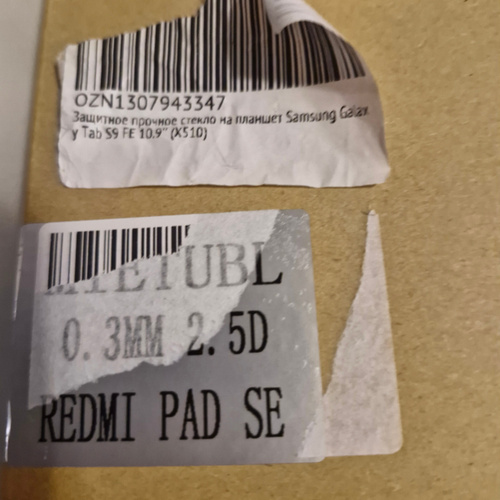 OZN1307943347
Защитное прочное стекло на планшет Samsung Galax
y Tab S9 FE 10.9" (X510)
0.3MM 2.5D
REDMI PAD SE